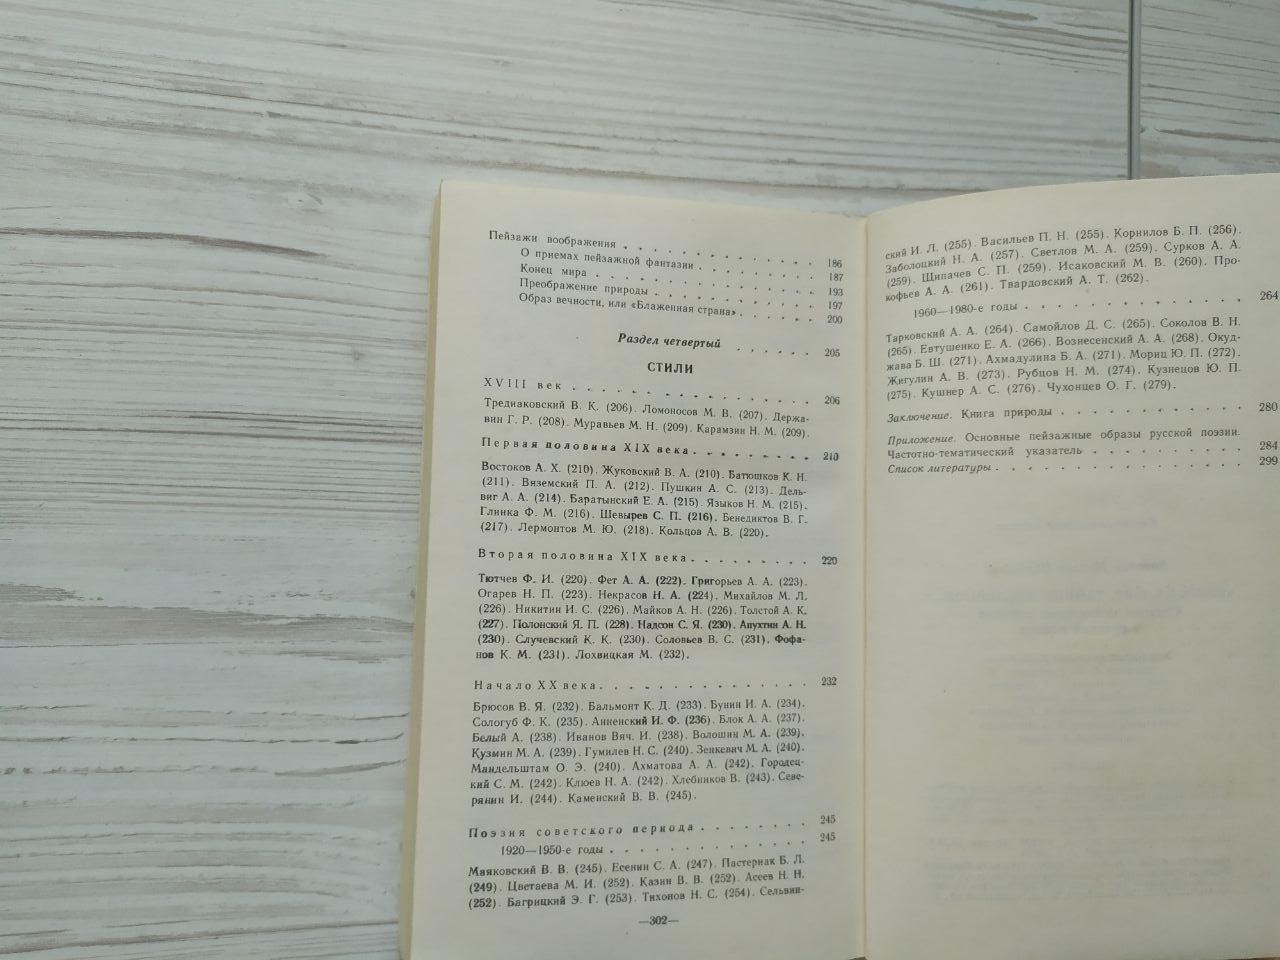 Пейзажи воображения . . . . . . . . . . . . 186
О приемах пейзажной фантазии . . . . . . . . . 187
Конец мира . . . . . . . . . . . . . 193
Преображение природы . . . . . . . . . . . 197
Образ вечности, или «Блаженная страна» . . . . . . 200
Раздел четвертый . . . . . . 205
СТИЛИ
XVIII век . . . . . . . . . . . . . . 206
Тредиаковский В. К. (206). Ломоносов М. В. (207). Держа-
вин Г. Р. (208). Муравьев М. Н. (209). Карамзин Н. М. (209).
Первая половина XIX века . . . . . . . . . 210
Востоков А. Х. (210). Жуковский В. А. (210). Батюшков К. Н.
(211). Вяземский П. А. (212). Пушкин А. С. (213). Дель-
виг А. А. (214). Баратынский Е. А. (215). Языков Н. М. (215).
Глинка Ф. М. (216). Шевырев С. П. (216). Бенедиктов В. Г.
(217). Лермонтов М. Ю. (218). Кольцов А. В. (220).
Вторая половина XIX века . . . . . . . . . 220
Тютчев Ф. И. (220). Фет А. А. (222). Григорьев А. А. (223).
Огарев Н. П. (223). Некрасов Н. А. (224). Михайлов М. Л.
(226). Никитин И. С. (226). Майков А. Н. (226). Толстой А. К.
(227). Полонский Я. П. (228). Надсон С. Я. (230). Апухтин А. Н.
(230). Случевский К. К. (230). Соловьев В. С. (231). Фофа-
нов К. М. (231). Лохвицкая М. (232).
Начало XX века . . . . . . . . . . . . . 232
Брюсов В. Я. (232). Бальмонт К. Д. (233). Бунин И. А. (234).
Сологуб Ф. К. (235). Анненский И. Ф. (236). Блок А. А. (237).
Белый А. (238). Иванов Вяч. И. (238). Волошин М. А. (239).
Кузмин М. А. (239). Гумилев Н. С. (240). Зенкевич М. А. (240).
Мандельштам О. Э. (240). Ахматова А. А. (242). Городец-
кий С. М. (242). Клюев Н. А. (242). Хлебников В. (243). Севе-
рянин И. (244). Каменский В. В. (245).
Поэзия советского периода . . . . . . . . 245
1920—1950-е годы . . . . . . . . . . . . . 245
Маяковский В. В. (245). Есенин С. А. (247). Пастернак Б. Л.
(249). Цветаева М. И. (252). Казин В. В. (252). Асеев Н. Н.
(252). Багрицкий Э. Г. (253). Тихонов Н. С. (254). Сельвин-
—302—
ский И. Л. (255). Васильев П. Н. (255). Корнилов Б. П. (256).
Заболоцкий Н. А. (257). Светлов М. А. (259). Сурков А. А.
(259). Щипачев С. П. (259). Исаковский М. В. (260). Про-
кофьев А. А. (261). Твардовский А. Т. (262).
1960—1980-е годы . . . . . . . . . . . . . 264
Тарковский А. А. (264). Самойлов Д. С. (265). Соколов В. Н.
(265). Евтушенко Е. А. (266). Вознесенский А. А. (268). Окуд-
жава Б. Ш. (271). Ахмадулина Б. А. (271). Мориц Ю. П. (272).
Жигулин А. В. (273). Рубцов Н. М. (274). Кузнецов Ю. П.
(275). Кушнер А. С. (276). Чухонцев О. Г. (279).
Заключение. Книга природы . . . . . . . . . . . 280
Приложение. Основные пейзажные образы русской поэзии.
Частотно-тематический указатель . . . . . . . . . 284
Список литературы . . . . . . . . . . . . . . 299